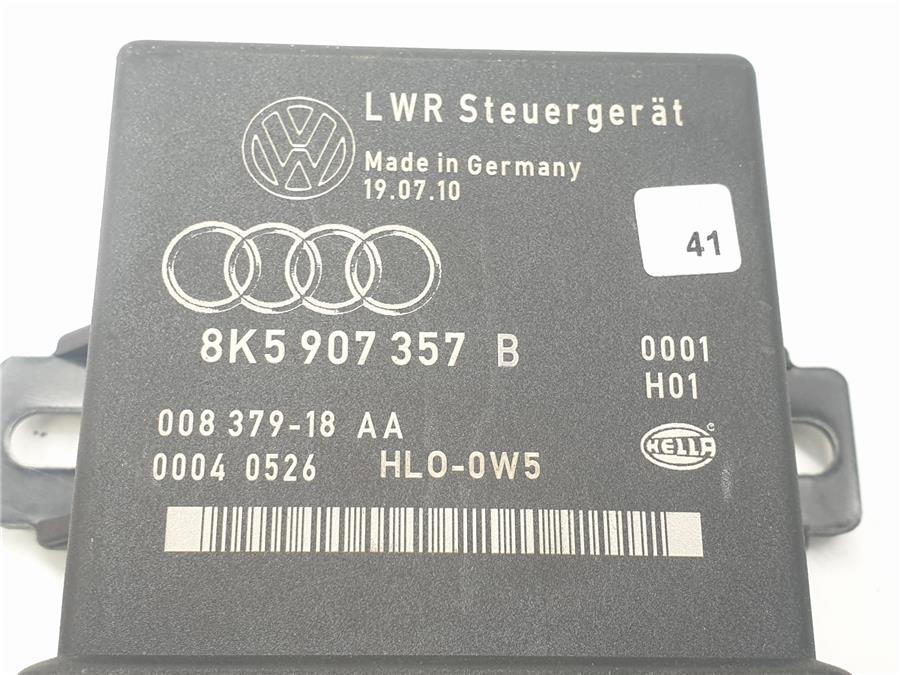 LWR Steuergerät
Made in Germany
19.07.10
41
8K5 907 357 B
0001
H01
008 379-18 AA
HELLA
0004 0526 HLO-0W5